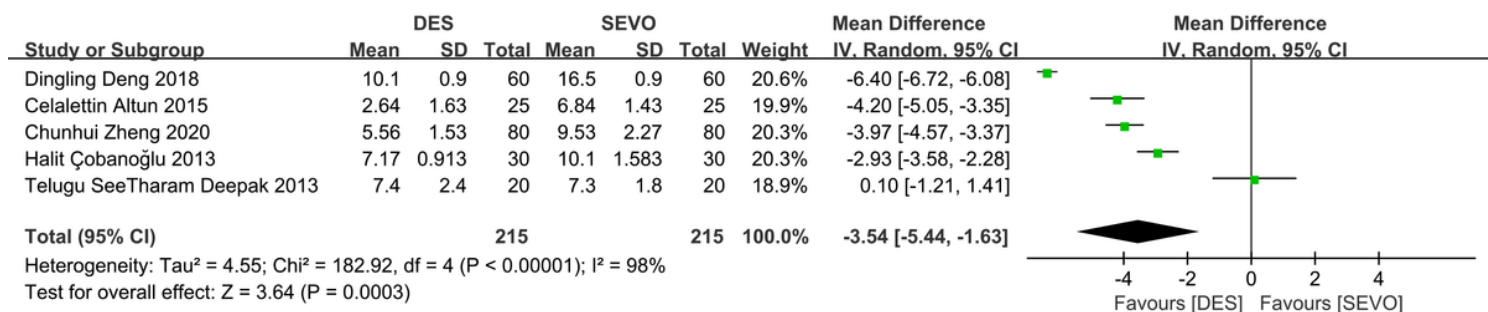 DES SEVO Mean Difference Mean Difference
Study or Subgroup Mean SD Total Mean SD Total Weight IV, Random, 95% CI IV, Random, 95% CI
Dingling Deng 2018 10.1 0.9 60 16.5 0.9 60 20.6% -6.40 [-6.72, -6.08]
Celalettin Altun 2015 2.64 1.63 25 6.84 1.43 25 19.9% -4.20 [-5.05, -3.35]
Chunhui Zheng 2020 5.56 1.53 80 9.53 2.27 80 20.3% -3.97 [-4.57, -3.37]
Halit Çobanoğlu 2013 7.17 0.913 30 10.1 1.583 30 20.3% -2.93 [-3.58, -2.28]
Telugu SeeTharam Deepak 2013 7.4 2.4 20 7.3 1.8 20 18.9% 0.10 [-1.21, 1.41]
Total (95% CI) 215 215 100.0% -3.54 [-5.44, -1.63]
Heterogeneity: Tau² = 4.55; Chi² = 182.92, df = 4 (P < 0.00001); I² = 98%
Test for overall effect: Z = 3.64 (P = 0.0003)
-4 -2 0 2 4
Favours [DES] Favours [SEVO]